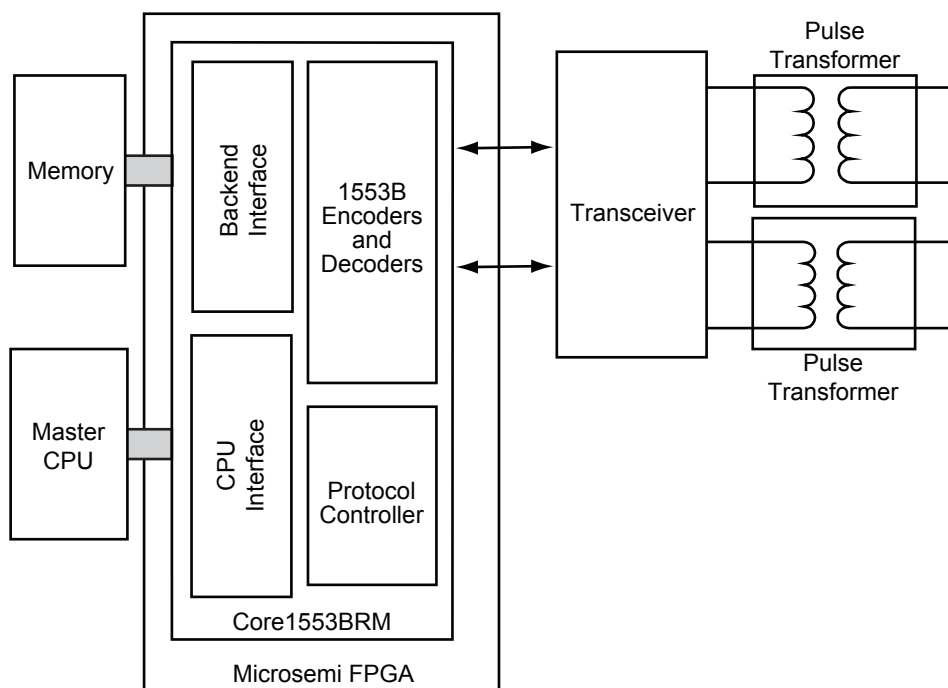 Memory
Master
CPU
Backend
Interface
CPU
Interface
1553B
Encoders
and
Decoders
Protocol
Controller
Core1553BRM
Microsemi FPGA
Transceiver
Pulse
Transformer
Pulse
Transformer